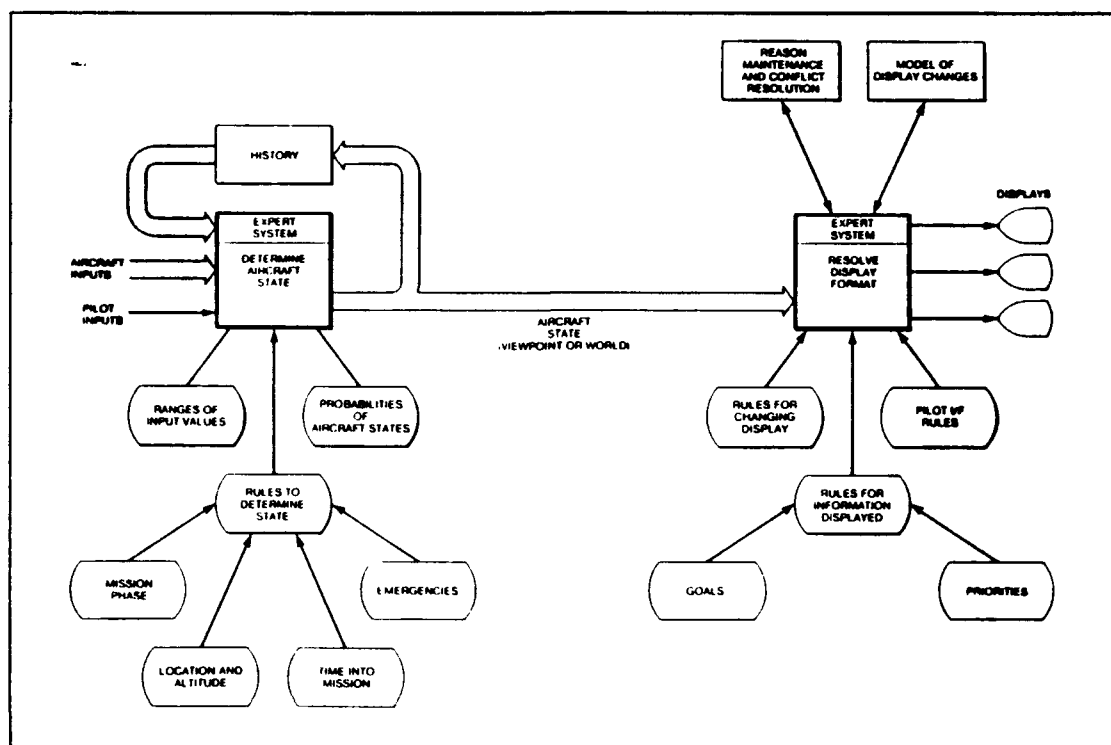 REASON
MAINTENANCE
AND CONFLICT
RESOLUTION
MODEL OF
DISPLAY CHANGES
HISTORY
DISPLAYS
EXPERT
SYSTEM
DETERMINE
AIRCRAFT
STATE
EXPERT
SYSTEM
RESOLVE
DISPLAY
FORMAT
AIRCRAFT
INPUTS
PILOT
INPUTS
AIRCRAFT
STATE
(VIEWPOINT OR WORLD)
RANGES OF
INPUT VALUES
PROBABILITIES
OF
AIRCRAFT STATES
RULES FOR
CHANGING
DISPLAY
PILOT I/F
RULES
RULES TO
DETERMINE
STATE
RULES FOR
INFORMATION
DISPLAYED
MISSION
PHASE
EMERGENCIES
GOALS
PRIORITIES
LOCATION AND
ALTITUDE
TIME INTO
MISSION